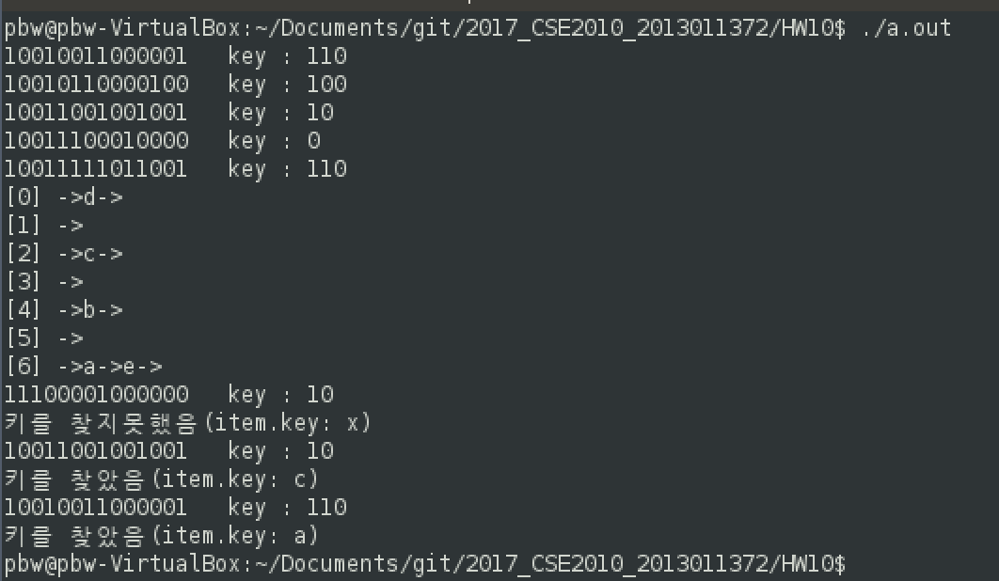 pbw@pbw-VirtualBox:~/Documents/git/2017_CSE2010_2013011372/HW10$ ./a.out
10010011000001 key : 110
10010110000100 key : 100
10011001001001 key : 10
10011100010000 key : 0
10011111011001 key : 110
[0] ->d->
[1] ->
[2] ->c->
[3] ->
[4] ->b->
[5] ->
[6] ->a->e->
11100001000000 key : 10
키를 찾지못했음(item.key: x)
10011001001001 key : 10
키를 찾았음(item.key: c)
10010011000001 key : 110
키를 찾았음(item.key: a)
pbw@pbw-VirtualBox:~/Documents/git/2017_CSE2010_2013011372/HW10$